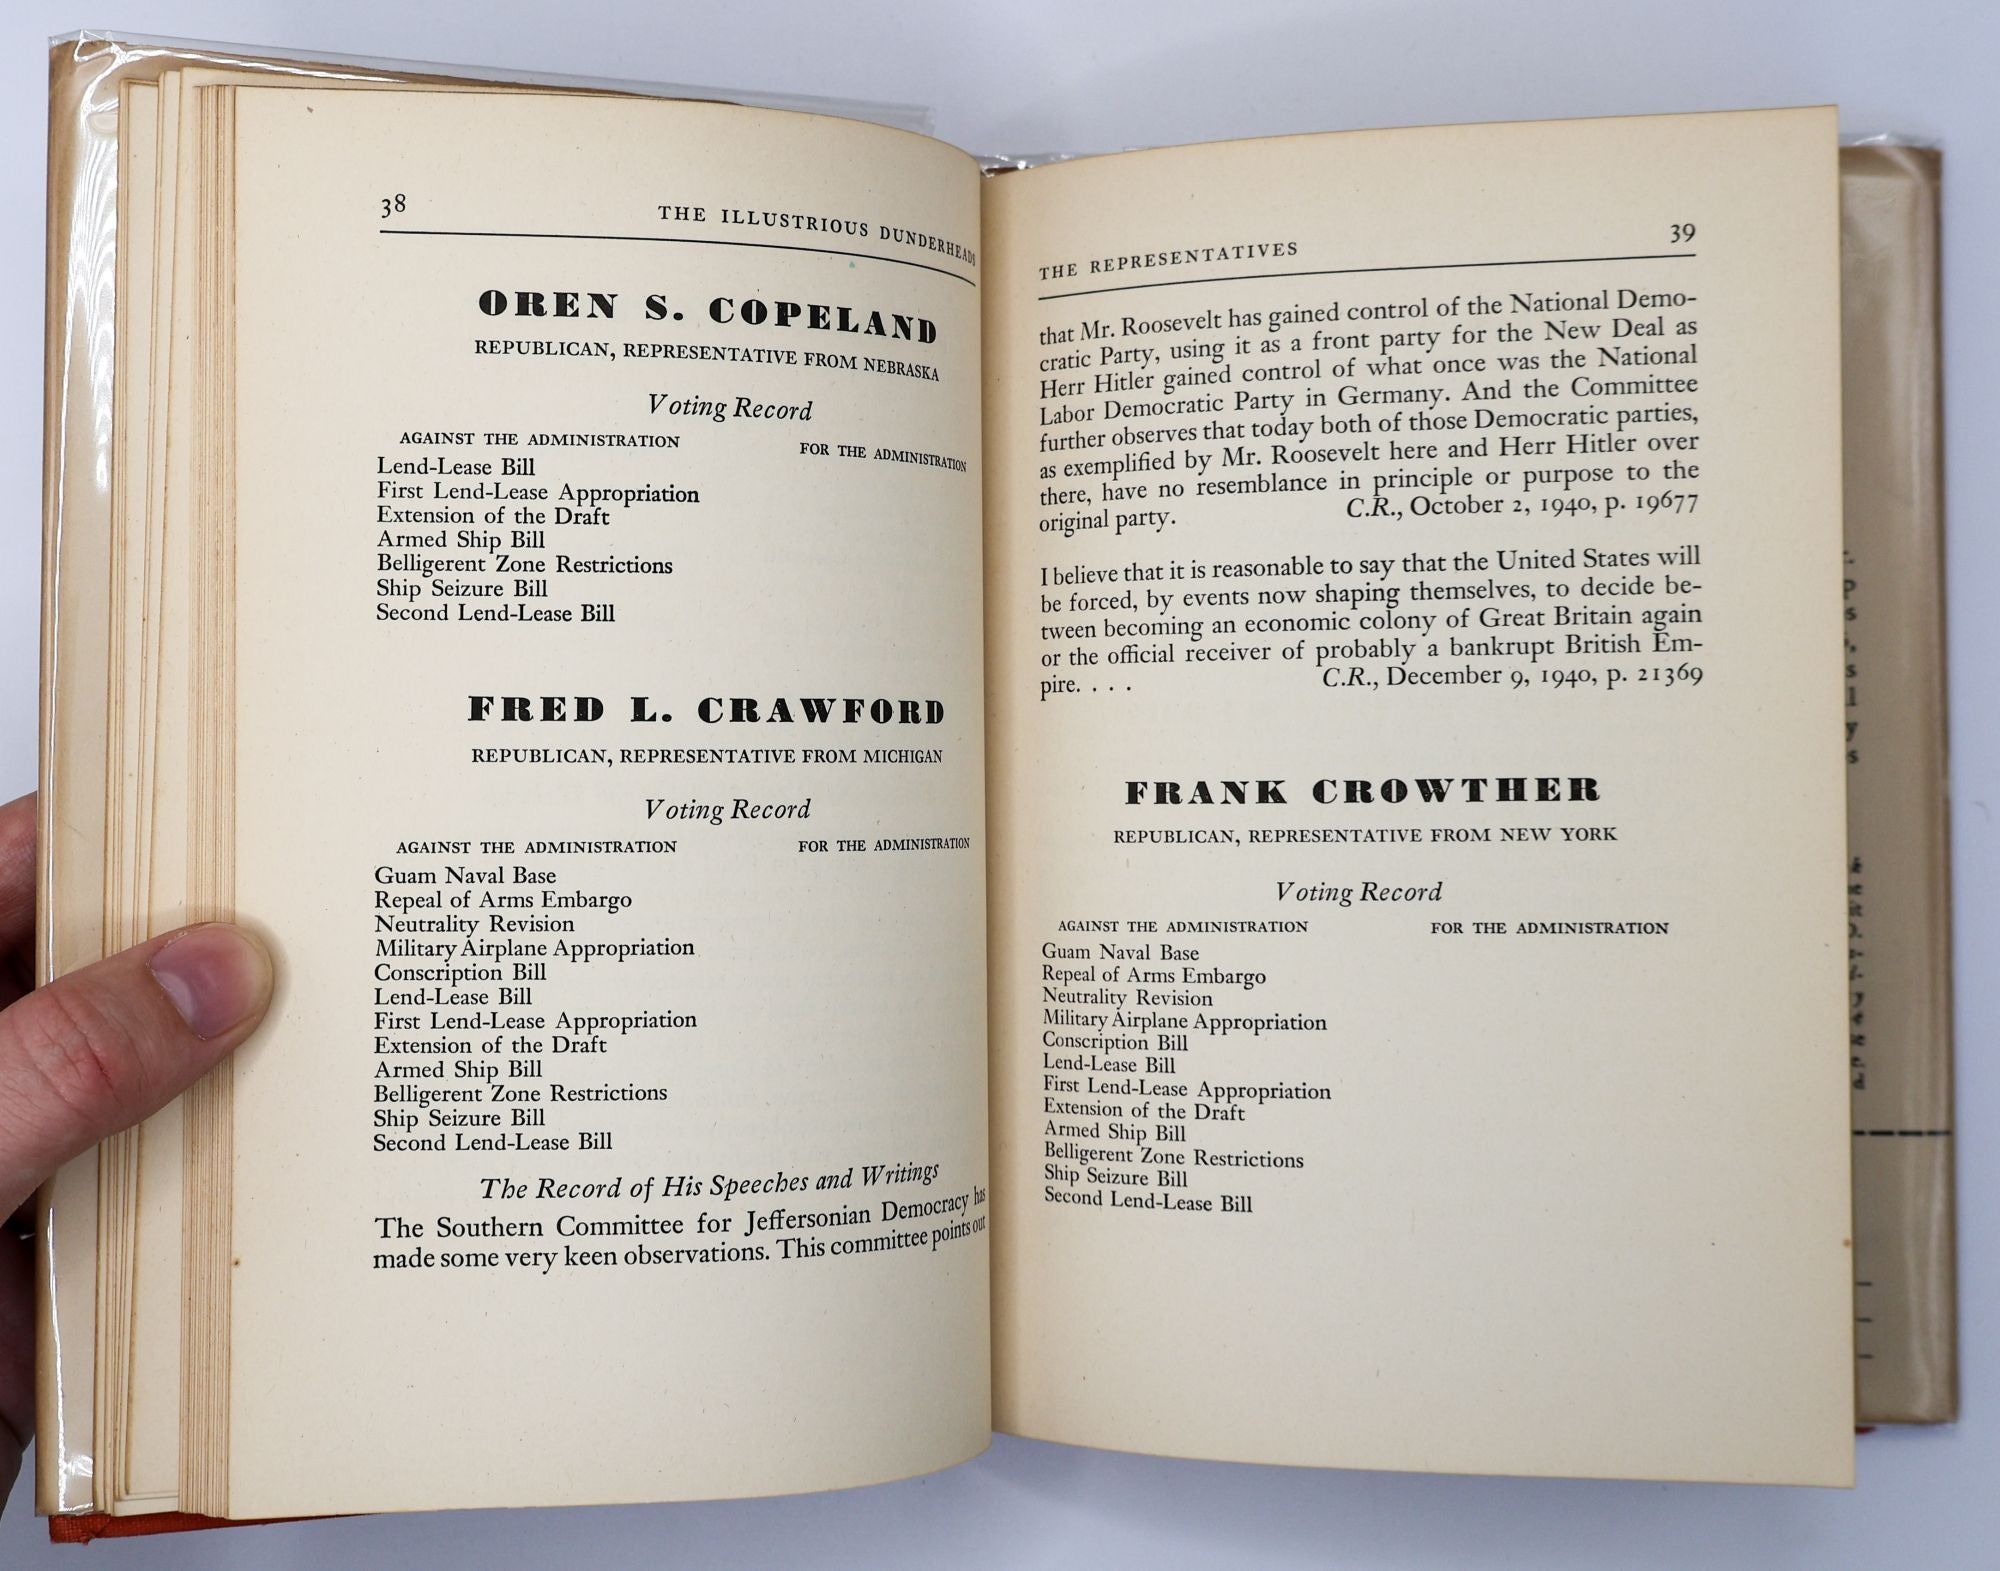 38
THE ILLUSTRIOUS DUNDERHEADS
OREN S. COPELAND
REPUBLICAN, REPRESENTATIVE FROM NEBRASKA
Voting Record
AGAINST THE ADMINISTRATION FOR THE ADMINISTRATION
Lend-Lease Bill
First Lend-Lease Appropriation
Extension of the Draft
Armed Ship Bill
Belligerent Zone Restrictions
Ship Seizure Bill
Second Lend-Lease Bill
FRED L. CRAWFORD
REPUBLICAN, REPRESENTATIVE FROM MICHIGAN
Voting Record
AGAINST THE ADMINISTRATION FOR THE ADMINISTRATION
Guam Naval Base
Repeal of Arms Embargo
Neutrality Revision
Military Airplane Appropriation
Conscription Bill
Lend-Lease Bill
First Lend-Lease Appropriation
Extension of the Draft
Armed Ship Bill
Belligerent Zone Restrictions
Ship Seizure Bill
Second Lend-Lease Bill
The Record of His Speeches and Writings
The Southern Committee for Jeffersonian Democracy has
made some very keen observations. This committee points out
THE REPRESENTATIVES 39
that Mr. Roosevelt has gained control of the National Demo-
cratic Party, using it as a front party for the New Deal as
Herr Hitler gained control of what once was the National
Labor Democratic Party in Germany. And the Committee
further observes that today both of those Democratic parties,
as exemplified by Mr. Roosevelt here and Herr Hitler over
there, have no resemblance in principle or purpose to the
original party. C.R., October 2, 1940, p. 19677
I believe that it is reasonable to say that the United States will
be forced, by events now shaping themselves, to decide be-
tween becoming an economic colony of Great Britain again
or the official receiver of probably a bankrupt British Em-
pire. . . . C.R., December 9, 1940, p. 21369
FRANK CROWTHER
REPUBLICAN, REPRESENTATIVE FROM NEW YORK
Voting Record
AGAINST THE ADMINISTRATION FOR THE ADMINISTRATION
Guam Naval Base
Repeal of Arms Embargo
Neutrality Revision
Military Airplane Appropriation
Conscription Bill
Lend-Lease Bill
First Lend-Lease Appropriation
Extension of the Draft
Armed Ship Bill
Belligerent Zone Restrictions
Ship Seizure Bill
Second Lend-Lease Bill